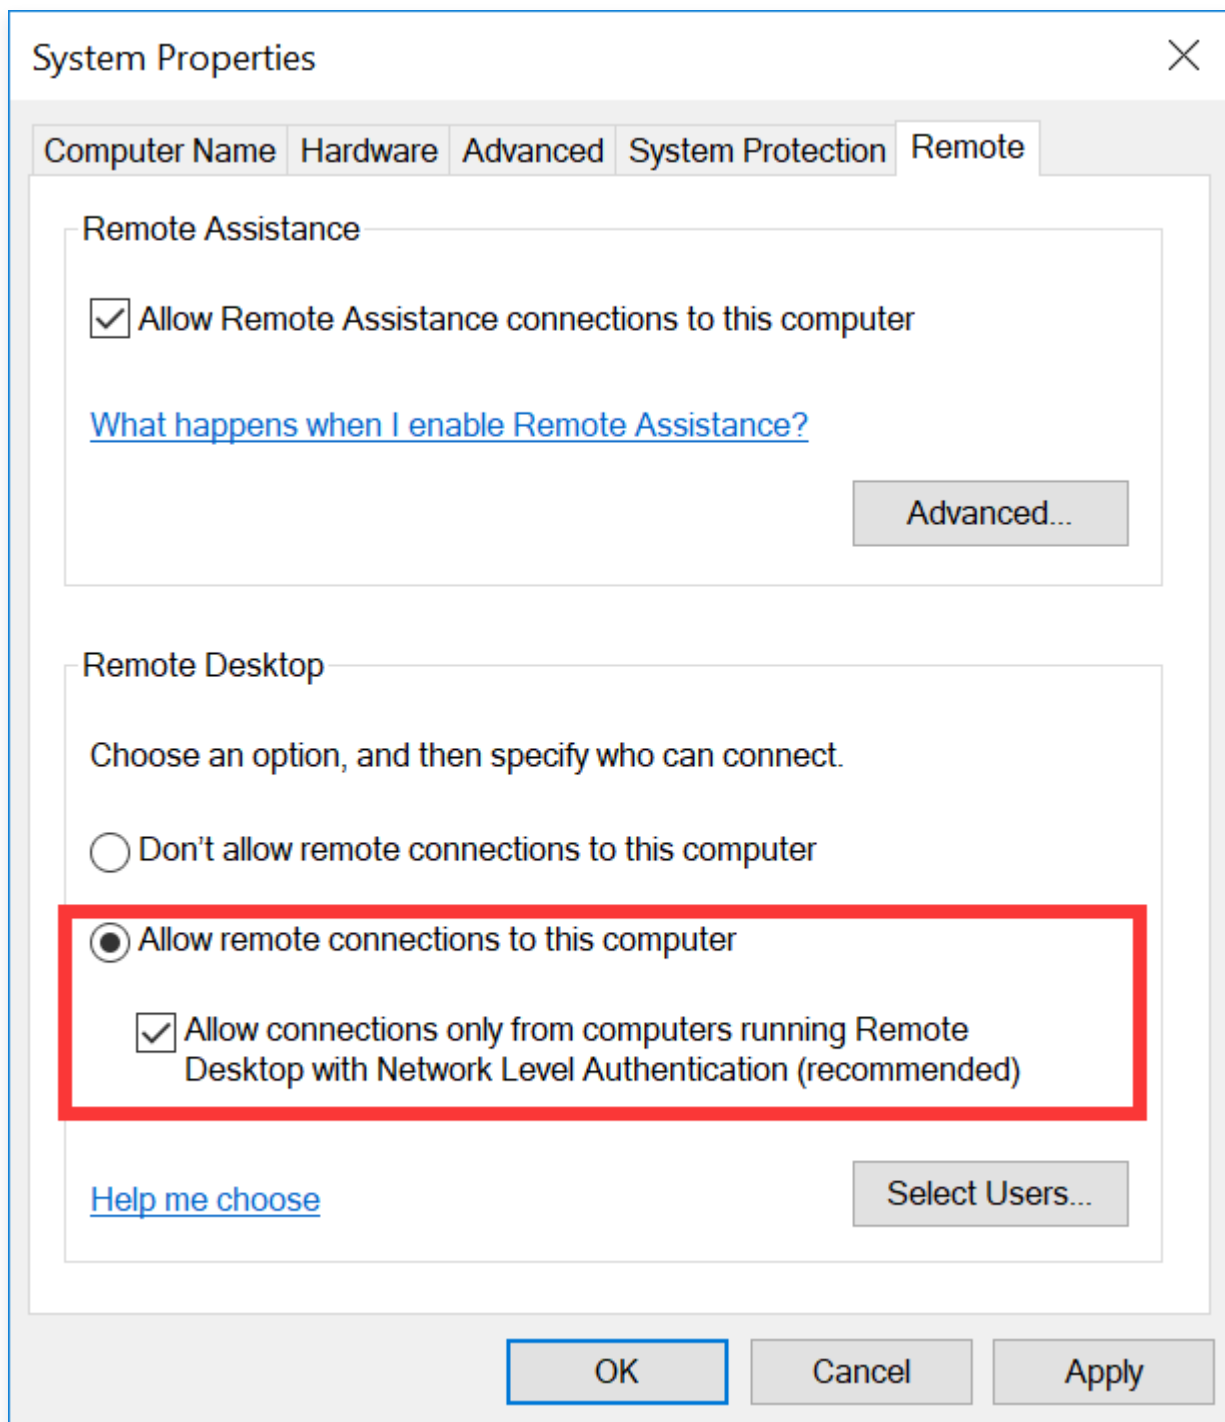 System Properties
Computer Name
Hardware
Advanced
System Protection
Remote
Remote Assistance
Allow Remote Assistance connections to this computer
What happens when I enable Remote Assistance?
Advanced...
Remote Desktop
Choose an option, and then specify who can connect.
Don’t allow remote connections to this computer
Allow remote connections to this computer
Allow connections only from computers running Remote
Desktop with Network Level Authentication (recommended)
Help me choose
Select Users...
OK
Cancel
Apply